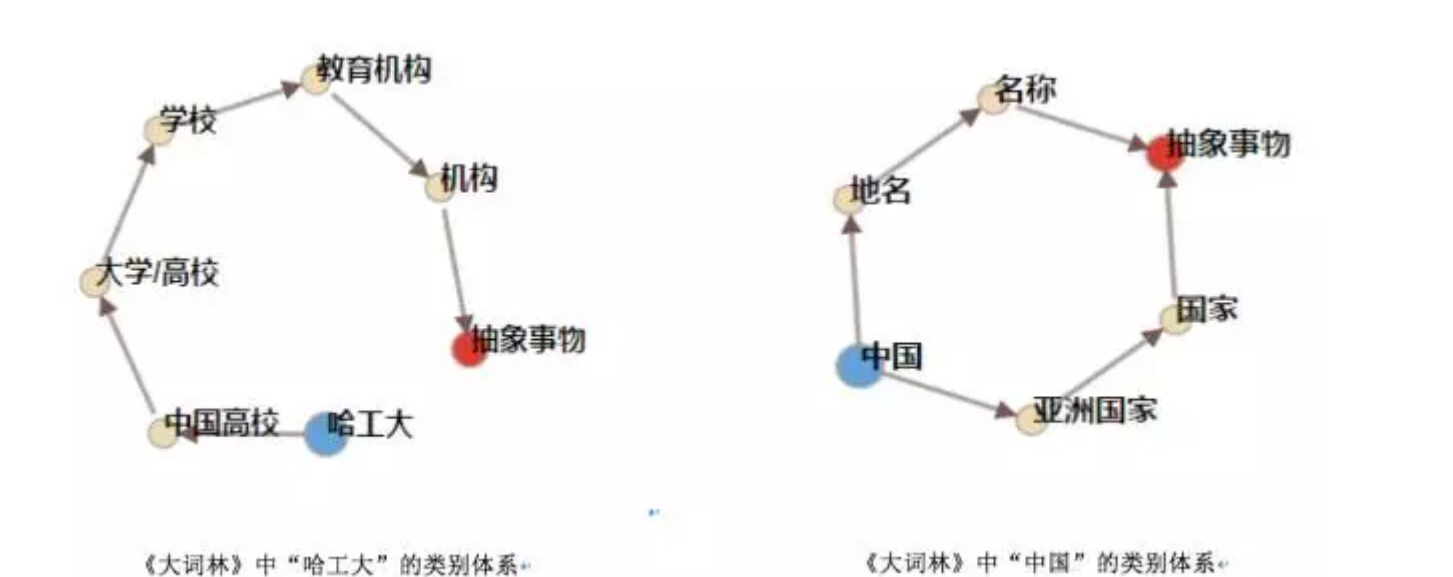 教育机构
学校
机构
大学/高校
抽象事物
中国高校
哈工大
《大词林》中“哈工大”的类别体系
名称
抽象事物
地名
国家
中国
亚洲国家
《大词林》中“中国”的类别体系